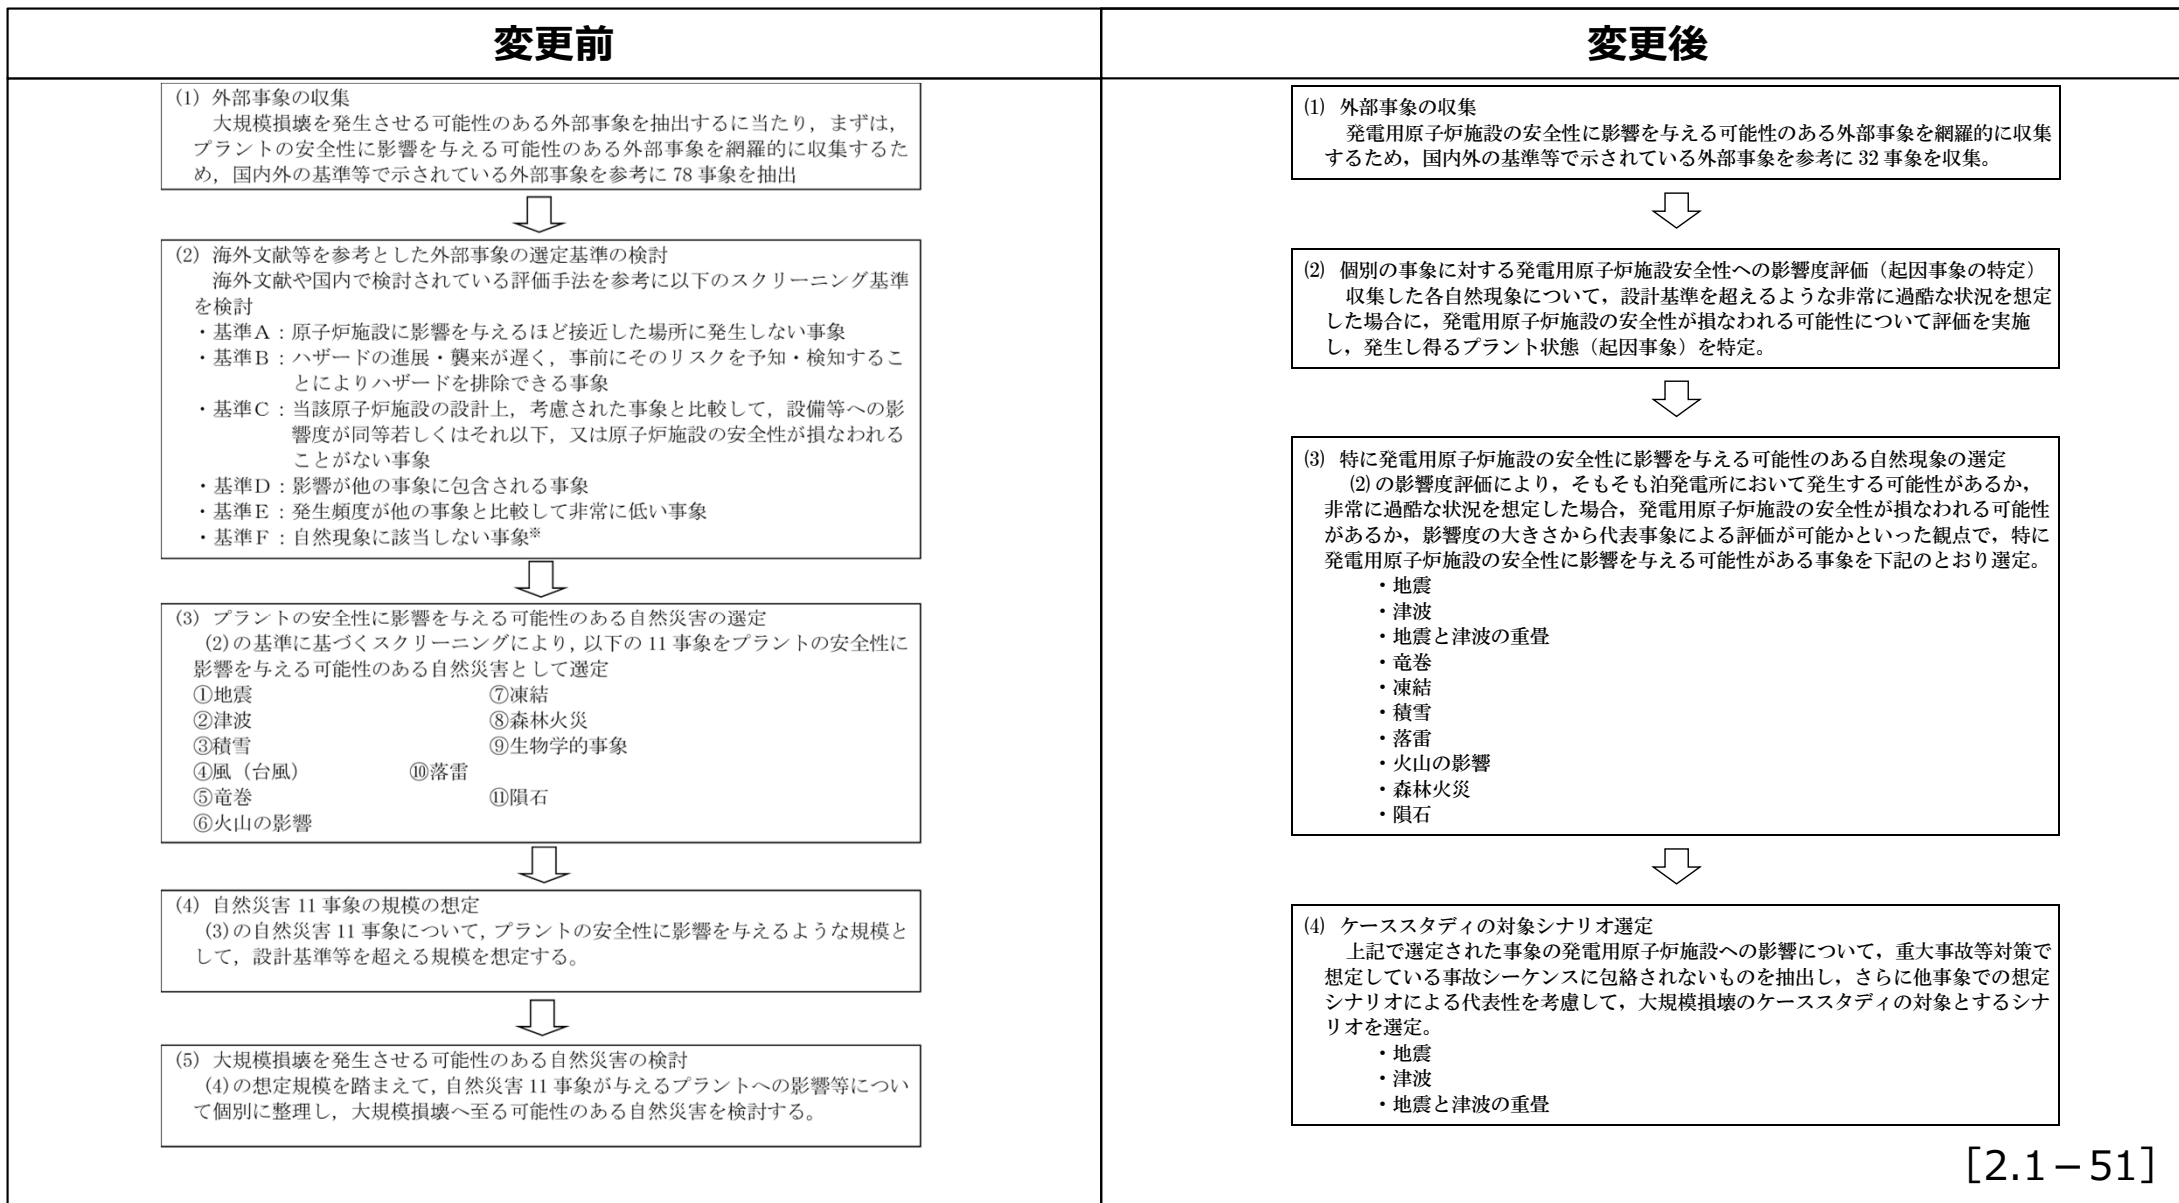 変更前
(1) 外部事象の収集
大規模損壊を発生させる可能性のある外部事象を抽出するに当たり，まずは，
プラントの安全性に影響を与える可能性のある外部事象を網羅的に収集するた
め，国内外の基準等で示されている外部事象を参考に 78 事象を抽出
(2) 海外文献等を参考とした外部事象の選定基準の検討
海外文献や国内で検討されている評価手法を参考に以下のスクリーニング基準
を検討
・基準Ａ：原子炉施設に影響を与えるほど接近した場所に発生しない事象
・基準Ｂ：ハザードの進展・襲来が遅く，事前にそのリスクを予知・検知するこ
とによりハザードを排除できる事象
・基準Ｃ：当該原子炉施設の設計上，考慮された事象と比較して，設備等への影
響度が同等若しくはそれ以下，又は原子炉施設の安全性が損なわれる
ことがない事象
・基準Ｄ：影響が他の事象に包含される事象
・基準Ｅ：発生頻度が他の事象と比較して非常に低い事象
・基準Ｆ：自然現象に該当しない事象※
(3) プラントの安全性に影響を与える可能性のある自然災害の選定
(2)の基準に基づくスクリーニングにより，以下の 11 事象をプラントの安全性に
影響を与える可能性のある自然災害として選定
①地震 ⑦凍結
②津波 ⑧森林火災
③積雪 ⑨生物学的事象
④風（台風） ⑩落雷
⑤竜巻 ⑪隕石
⑥火山の影響
(4) 自然災害 11 事象の規模の想定
(3)の自然災害 11 事象について，プラントの安全性に影響を与えるような規模と
して，設計基準等を超える規模を想定する。
(5) 大規模損壊を発生させる可能性のある自然災害の検討
(4)の想定規模を踏まえて，自然災害 11 事象が与えるプラントへの影響等につい
て個別に整理し，大規模損壊へ至る可能性のある自然災害を検討する。
変更後
(1) 外部事象の収集
発電用原子炉施設の安全性に影響を与える可能性のある外部事象を網羅的に収集
するため，国内外の基準等で示されている外部事象を参考に 32 事象を収集。
(2) 個別の事象に対する発電用原子炉施設安全性への影響度評価（起因事象の特定）
収集した各自然現象について，設計基準を超えるような非常に過酷な状況を想定
した場合に，発電用原子炉施設の安全性が損なわれる可能性について評価を実施
し，発生し得るプラント状態（起因事象）を特定。
(3) 特に発電用原子炉施設の安全性に影響を与える可能性のある自然現象の選定
(2) の影響度評価により，そもそも泊発電所において発生する可能性があるか，
非常に過酷な状況を想定した場合，発電用原子炉施設の安全性が損なわれる可能性
があるか，影響度の大きさから代表事象による評価が可能かといった観点で，特に
発電用原子炉施設の安全性に影響を与える可能性がある事象を下記のとおり選定。
・地震
・津波
・地震と津波の重畳
・竜巻
・凍結
・積雪
・落雷
・火山の影響
・森林火災
・隕石
(4) ケーススタディの対象シナリオ選定
上記で選定された事象の発電用原子炉施設への影響について，重大事故等対策で
想定している事故シーケンスに包絡されないものを抽出し，さらに他事象での想定
シナリオによる代表性を考慮して，大規模損壊のケーススタディの対象とするシナ
リオを選定。
・地震
・津波
・地震と津波の重畳
［2.1－51］